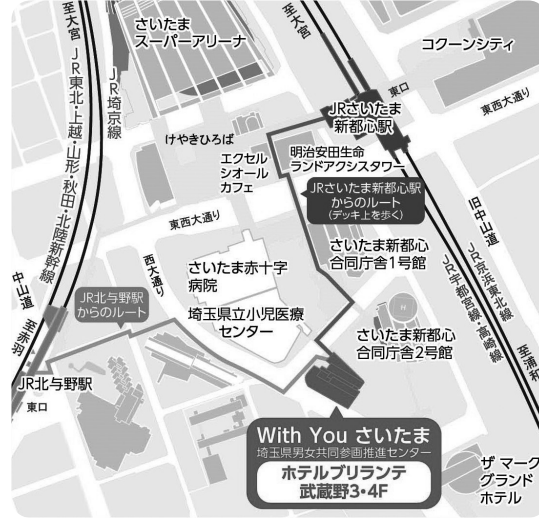 至大宮
JR東北・上越・山形・秋田・北陸新幹線
至大宮
JR埼京線
さいたま
スーパーアリーナ
至大宮
コクーンシティ
東口
東西大通り
JRさいたま
新都心駅
けやきひろば
エクセル
シオール
カフェ
明治安田生命
ランドアクシスタワー
JRさいたま新都心駅
からのルート
(デッキ上を歩く)
東西大通り
西大通り
旧中山道
さいたま新都心
合同庁舎1号館
さいたま赤十字
病院
埼玉県立小児医療
センター
JR京浜東北線
JR宇都宮線・高崎線
至浦和
中山道
至赤羽
JR北与野駅
からのルート
さいたま新都心
合同庁舎2号館
JR北与野駅
東口
With You さいたま
埼玉県男女共同参画推進センター
ホテルブリランテ
武蔵野3・4F
ザ マーク
グランド
ホテル